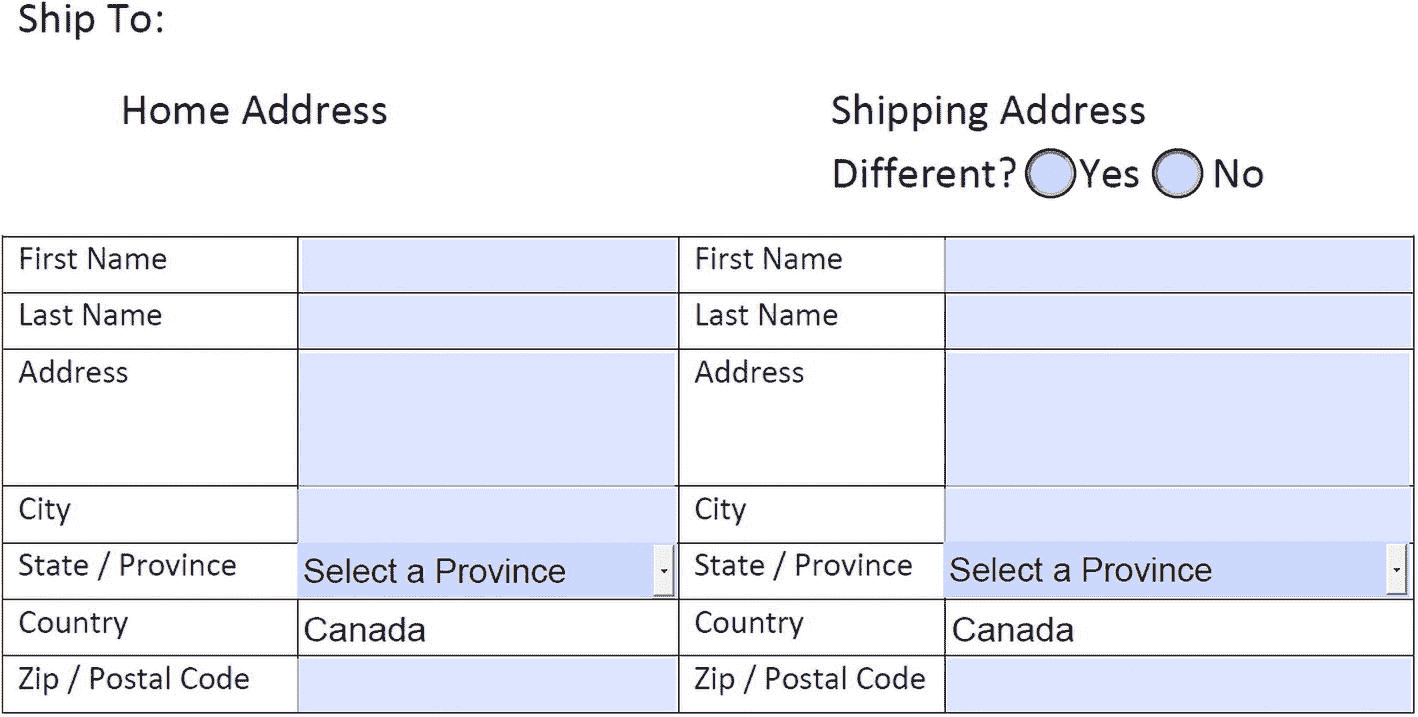 Ship To:
Home Address
Shipping Address
Different? Yes No
First Name First Name
Last Name Last Name
Address Address
City City
State / Province Select a Province State / Province Select a Province
Country Canada Country Canada
Zip / Postal Code Zip / Postal Code